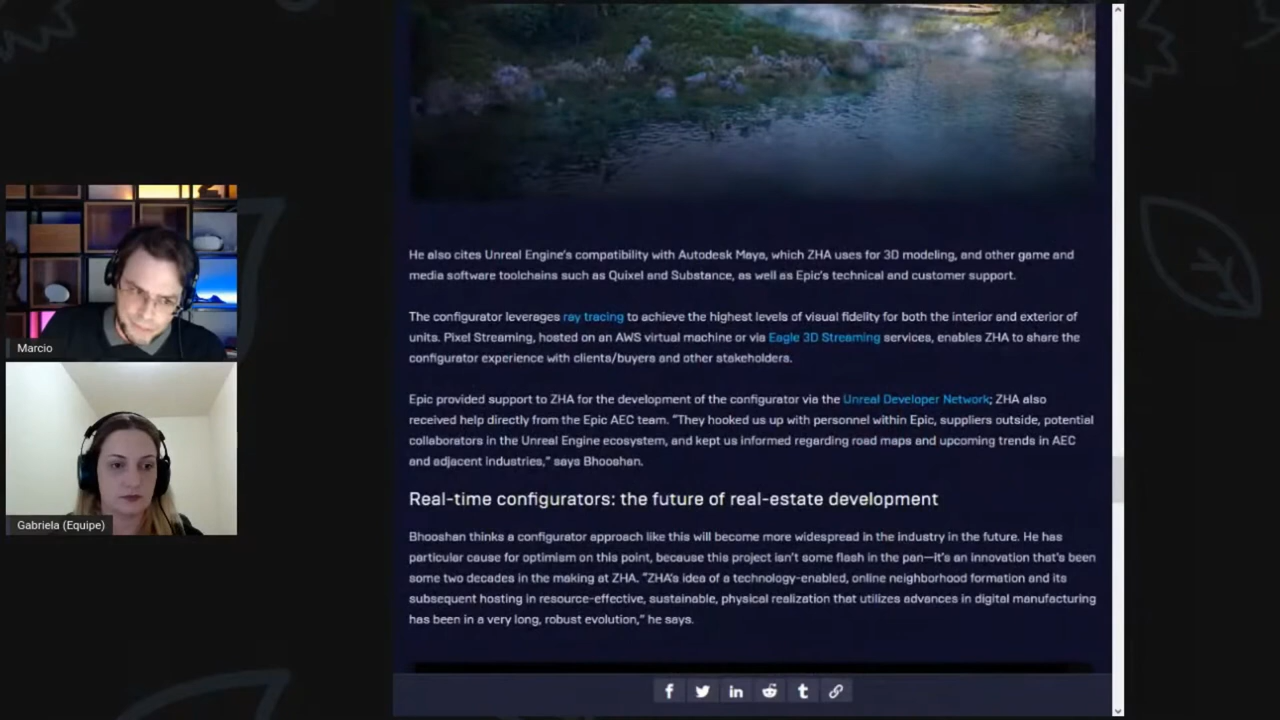 He also cites Unreal Engine's compatibility with Autodesk Maya, which ZHA uses for 3D modeling, and other game and
media software toolchains such as Quixel and Substance, as well as Epic's technical and customer support.
The configurator leverages ray tracing to achieve the highest levels of visual fidelity for both the interior and exterior of
units. Pixel Streaming, hosted on an AWS virtual machine or via Eagle 3D Streaming services, enables ZHA to share the
configurator experience with clients/buyers and other stakeholders.
Epic provided support to ZHA for the development of the configurator via the Unreal Developer Network; ZHA also
received help directly from the Epic AEC team. "They hooked us up with personnel within Epic, suppliers outside, potential
collaborators in the Unreal Engine ecosystem, and kept us informed regarding road maps and upcoming trends in AEC
and adjacent industries," says Bhooshan.
Real-time configurators: the future of real-estate development
Bhooshan thinks a configurator approach like this will become more widespread in the industry in the future. He has
particular cause for optimism on this point, because this project isn't some flash in the pan—it's an innovation that's been
some two decades in the making at ZHA. "ZHA's idea of a technology-enabled, online neighborhood formation and its
subsequent hosting in resource-effective, sustainable, physical realization that utilizes advances in digital manufacturing
has been in a very long, robust evolution," he says.
Marcio
Gabriela (Equipe)